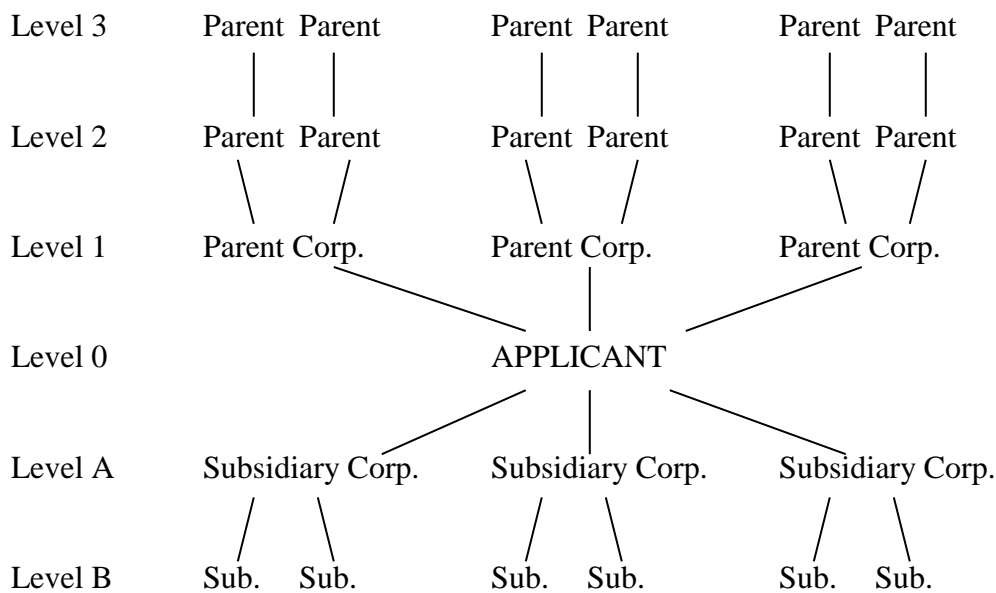 Level 3 Parent Parent Parent Parent Parent Parent
Level 2 Parent Parent Parent Parent Parent Parent
Level 1 Parent Corp. Parent Corp. Parent Corp.
Level 0 APPLICANT
Level A Subsidiary Corp. Subsidiary Corp. Subsidiary Corp.
Level B Sub. Sub. Sub. Sub. Sub. Sub.